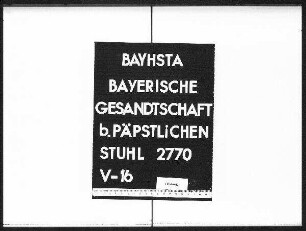 BAYHSTA
BAYERISCHE
GESANDTSCHAFT
b. PÄPSTLiCHEN
STUHL 2770
V-16